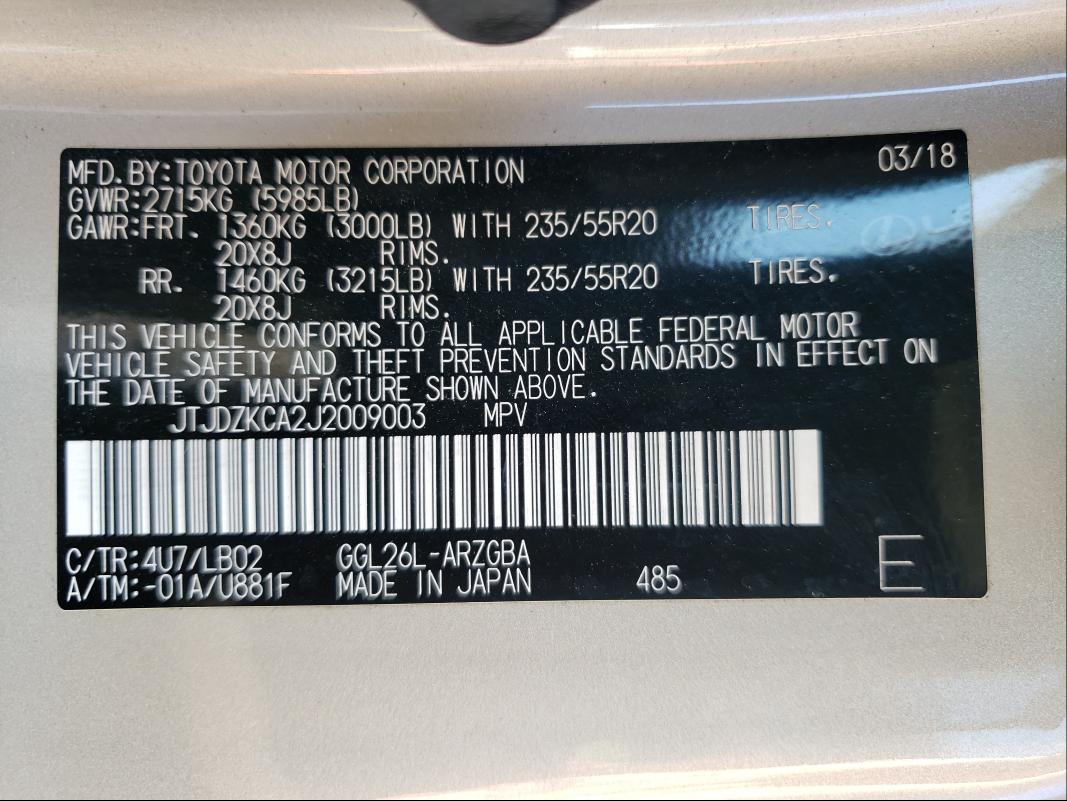 MFD. BY:TOYOTA MOTOR CORPORATION 03/18
GVWR:2715KG (5985LB)
GAWR:FRT. 1360KG (3000LB) WITH 235/55R20 TIRES.
20X8J RIMS.
RR. 1460KG (3215LB) WITH 235/55R20 TIRES.
20X8J RIMS.
THIS VEHICLE CONFORMS TO ALL APPLICABLE FEDERAL MOTOR
VEHICLE SAFETY AND THEFT PREVENTION STANDARDS IN EFFECT ON
THE DATE OF MANUFACTURE SHOWN ABOVE.
JTJDZKCA2J2009003 MPV
C/TR:4U7/LB02 GGL26L-ARZGBA
A/TM:-01A/U881F MADE IN JAPAN 485 E